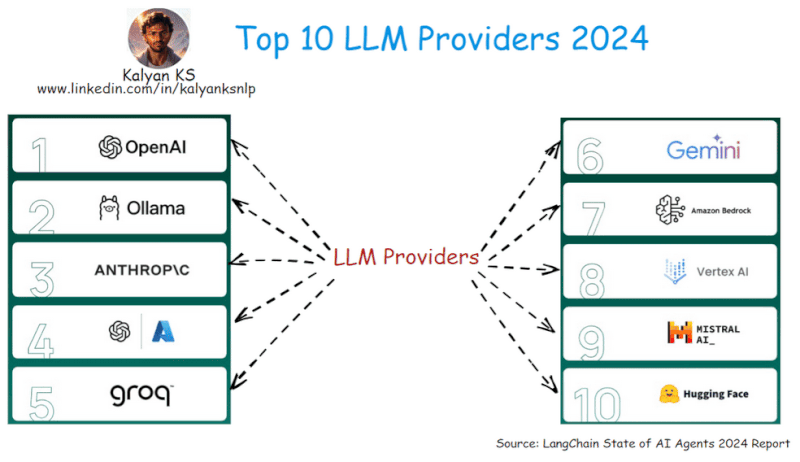 Top 10 LLM Providers 2024
Kalyan KS
www.linkedin.com/in/kalyanksnlp
1 OpenAI
2 Ollama
3 ANTHROP\C
4
5 groq
LLM Providers
6 Gemini
7 Amazon Bedrock
8 Vertex AI
9 MISTRAL
AI_
10 Hugging Face
Source: LangChain State of AI Agents 2024 Report